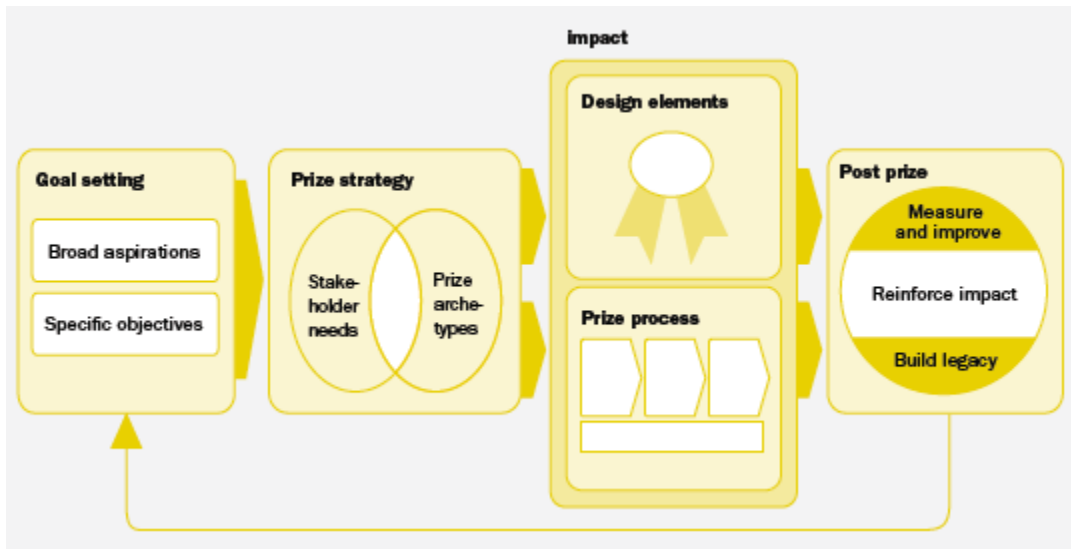 impact
Design elements
Goal setting
Broad aspirations
Specific objectives
Prize strategy
Stake-
holder
needs
Prize
arche-
types
Prize process
Post prize
Measure
and improve
Reinforce impact
Build legacy